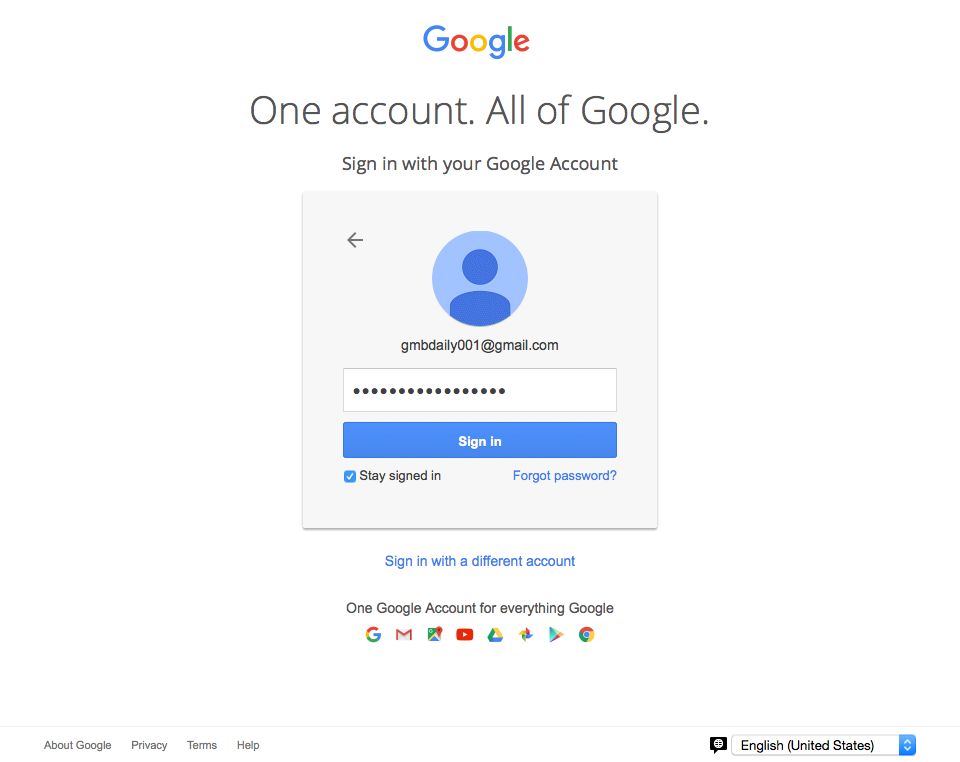 Google
One account. All of Google.
Sign in with your Google Account
gmbdaily001@gmail.com
•••••••••••••••••
Sign in
Stay signed in Forgot password?
Sign in with a different account
One Google Account for everything Google
About Google Privacy Terms Help English (United States)